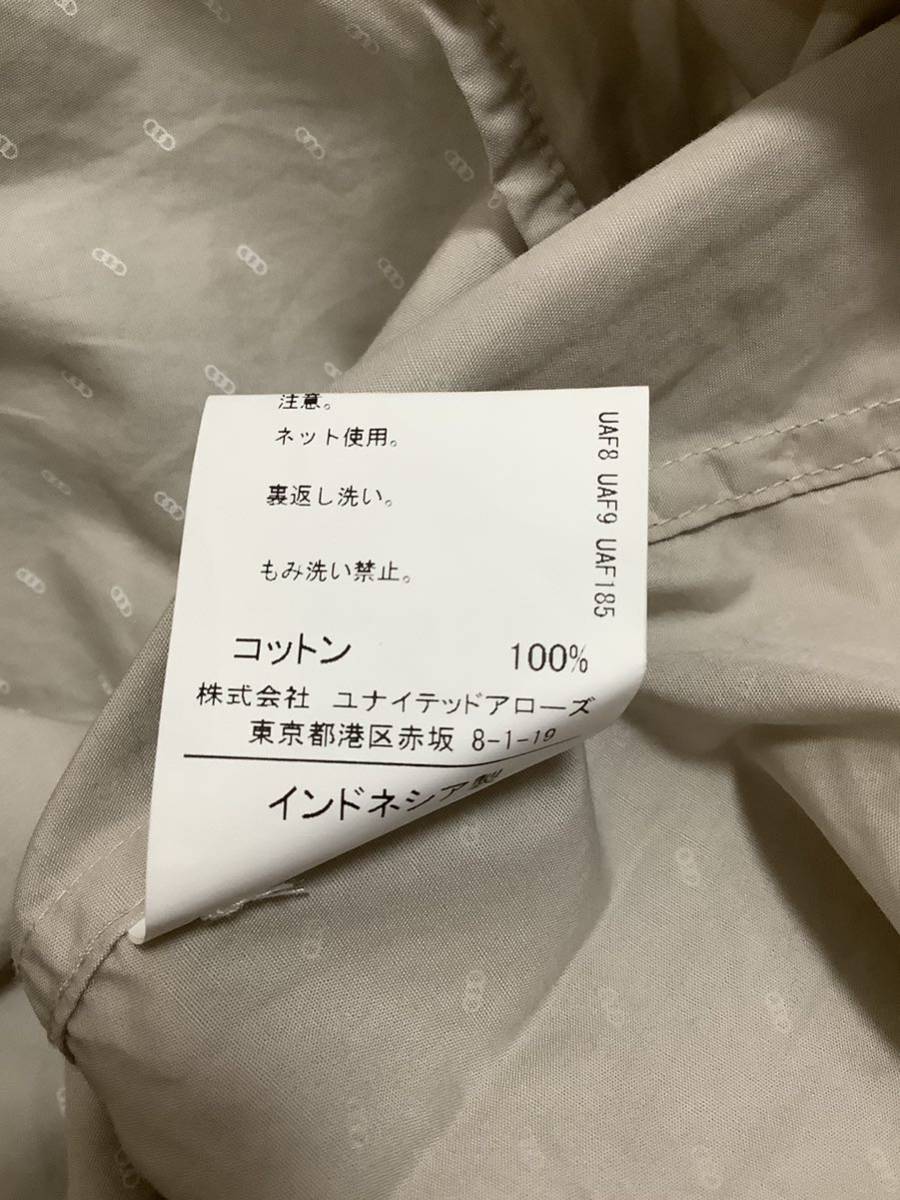 注意。
ネット使用。
裏返し洗い。
もみ洗い禁止。
コットン 100%
株式会社 ユナイテッドアローズ
東京都港区赤坂 8-1-19
インドネシア製
UAF8 UAF9 UAF185